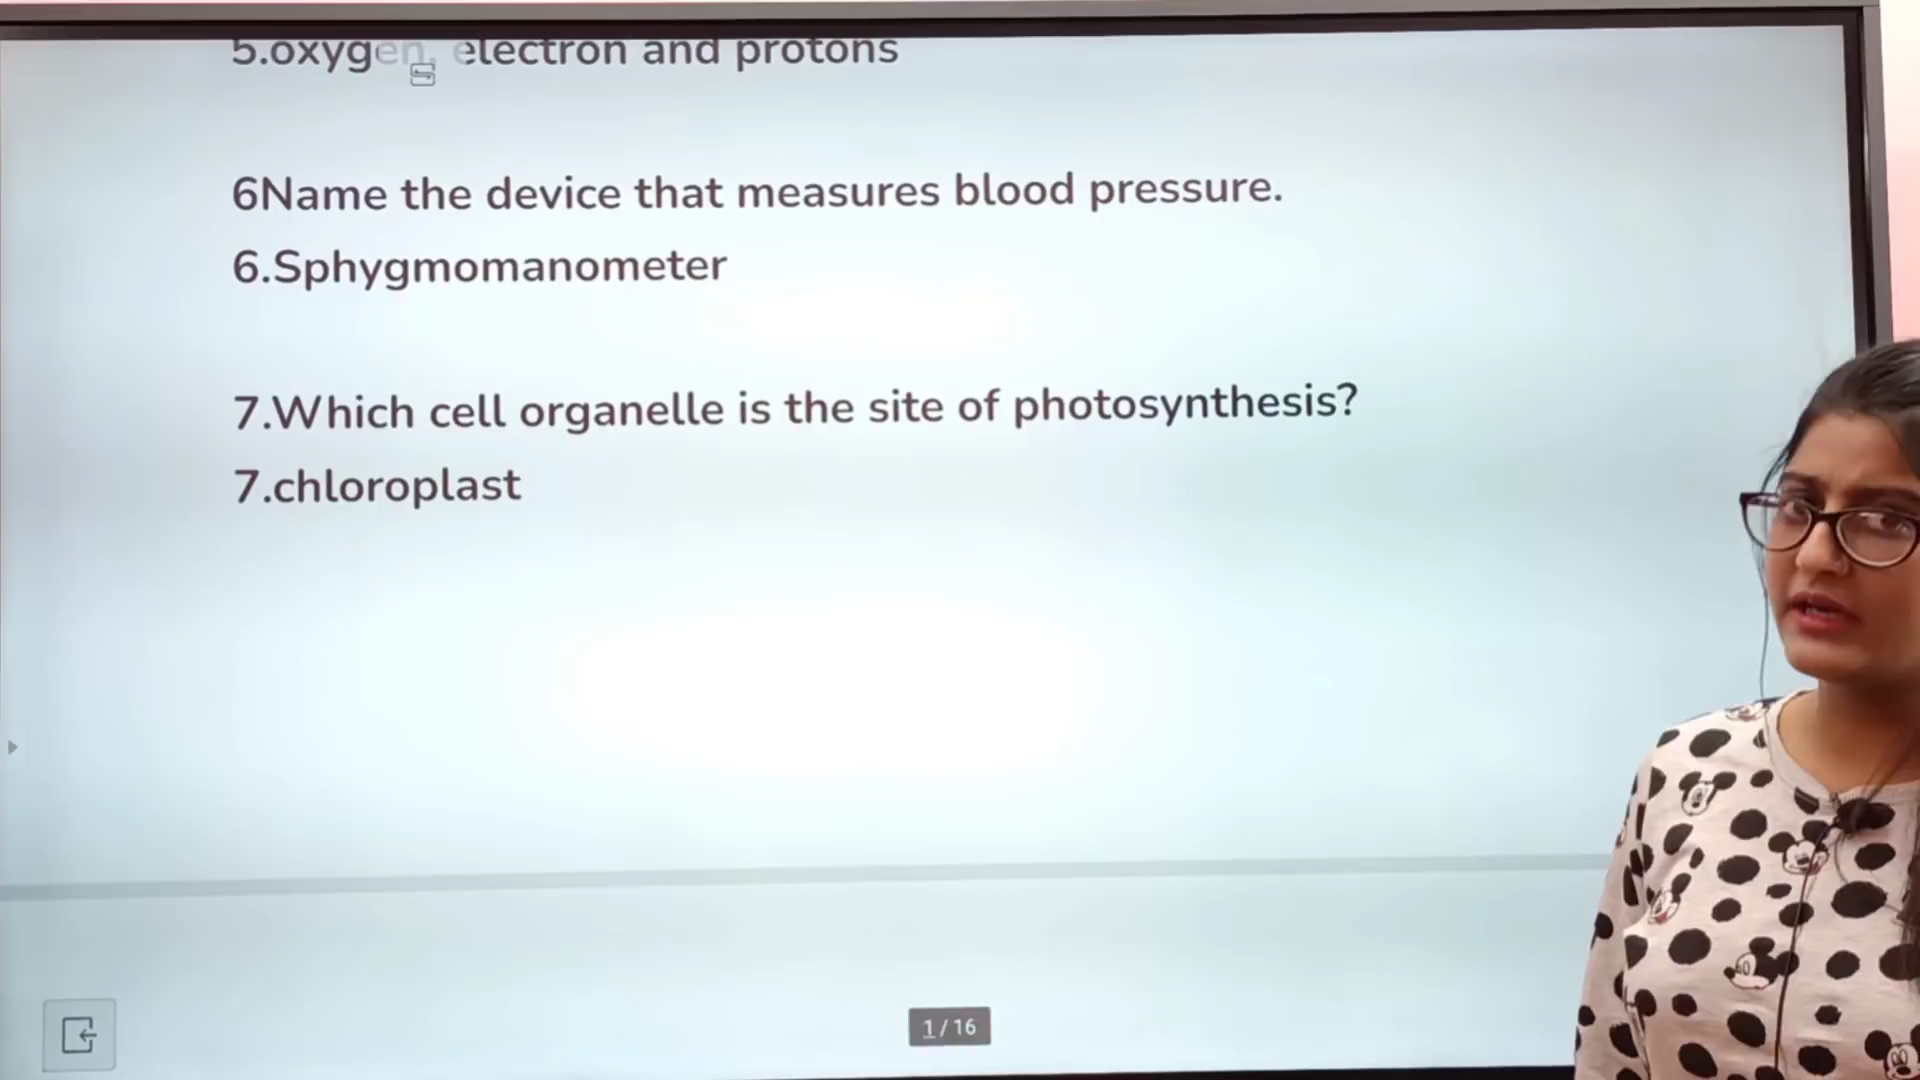 5.oxygen, electron and protons
6Name the device that measures blood pressure.
6.Sphygmomanometer
7.Which cell organelle is the site of photosynthesis?
7.chloroplast
1/16